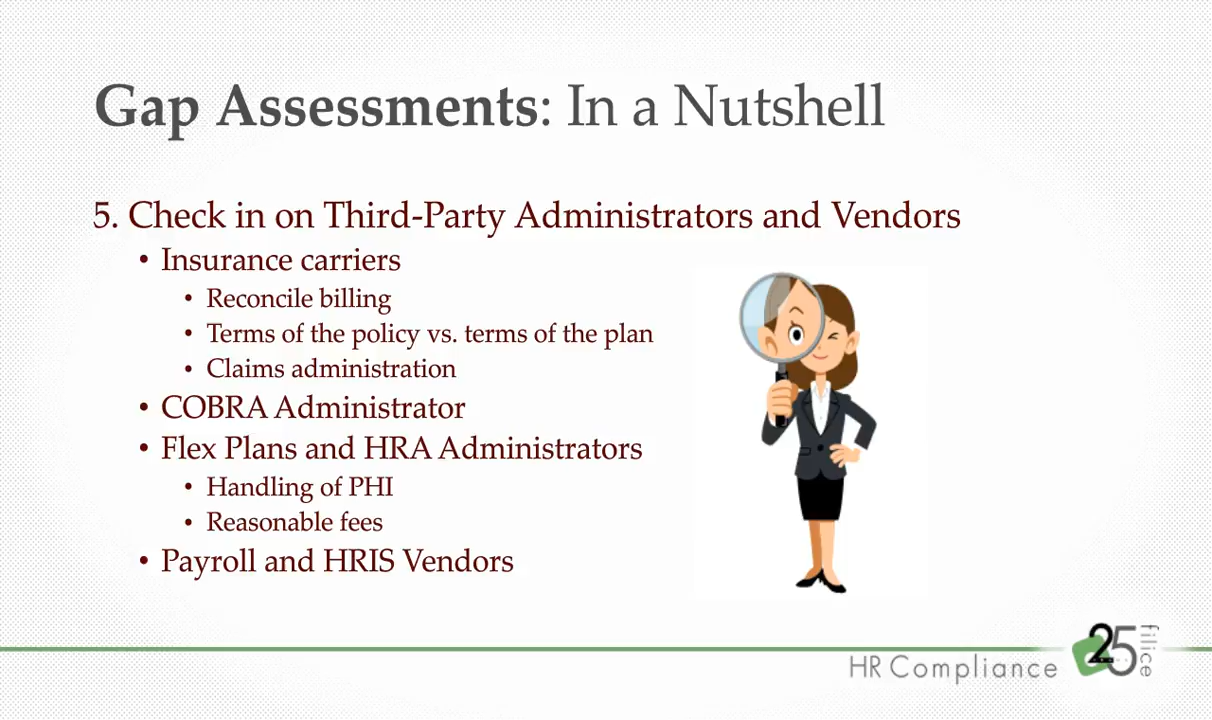 Gap Assessments: In a Nutshell
5. Check in on Third-Party Administrators and Vendors
• Insurance carriers
• Reconcile billing
• Terms of the policy vs. terms of the plan
• Claims administration
• COBRA Administrator
• Flex Plans and HRA Administrators
• Handling of PHI
• Reasonable fees
• Payroll and HRIS Vendors
HR Compliance
25
filice